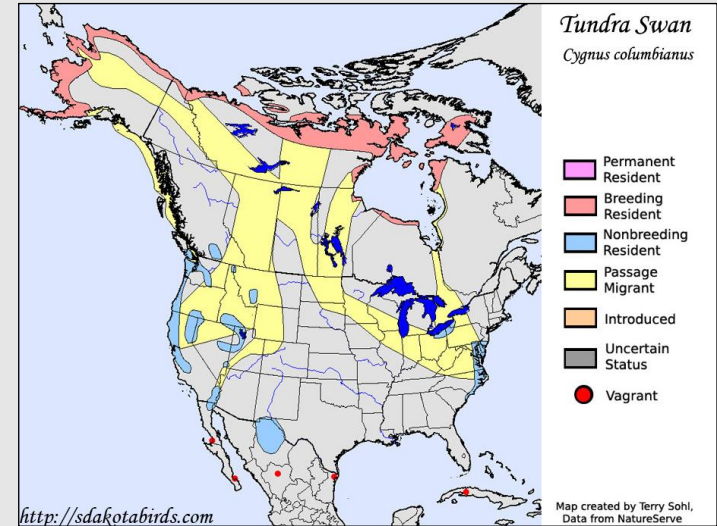 Tundra Swan
Cygnus columbianus
Permanent
Resident
Breeding
Resident
Nonbreeding
Resident
Passage
Migrant
Introduced
Uncertain
Status
Vagrant
http://sdakotabirds.com
Map created by Terry Sohl,
Data from NatureServe